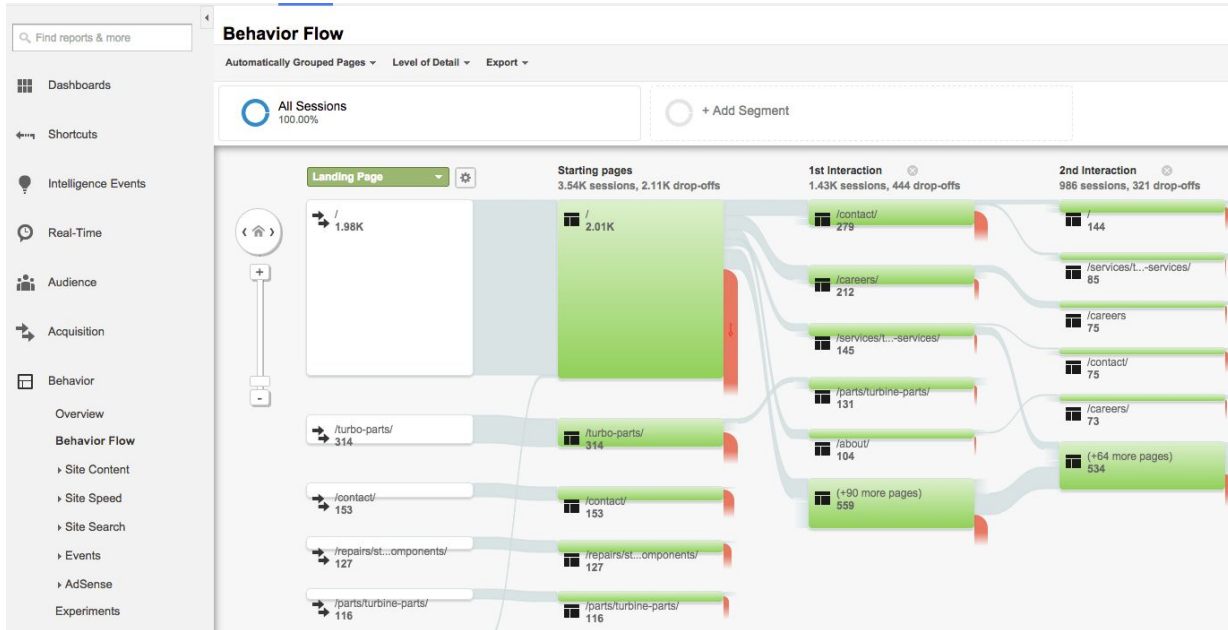 Find reports & more
Dashboards
Shortcuts
Intelligence Events
Real-Time
Audience
Acquisition
Behavior
Overview
Behavior Flow
Site Content
Site Speed
Site Search
Events
AdSense
Experiments
Behavior Flow
Automatically Grouped Pages Level of Detail Export
All Sessions
100.00%
+ Add Segment
Landing Page
/
1.98K
/turbo-parts/
314
/contact/
153
/repairs/st...omponents/
127
/parts/turbine-parts/
116
Starting pages
3.54K sessions, 2.11K drop-offs
/
2.01K
/turbo-parts/
314
/contact/
153
/repairs/st...omponents/
127
/parts/turbine-parts/
116
1st Interaction
1.43K sessions, 444 drop-offs
/contact/
279
/careers/
212
/services/t...-services/
145
/parts/turbine-parts/
131
/about/
104
(+90 more pages)
559
2nd Interaction
986 sessions, 321 drop-offs
/
144
/services/t...-services/
85
/careers
75
/contact/
75
/careers/
73
(+64 more pages)
534